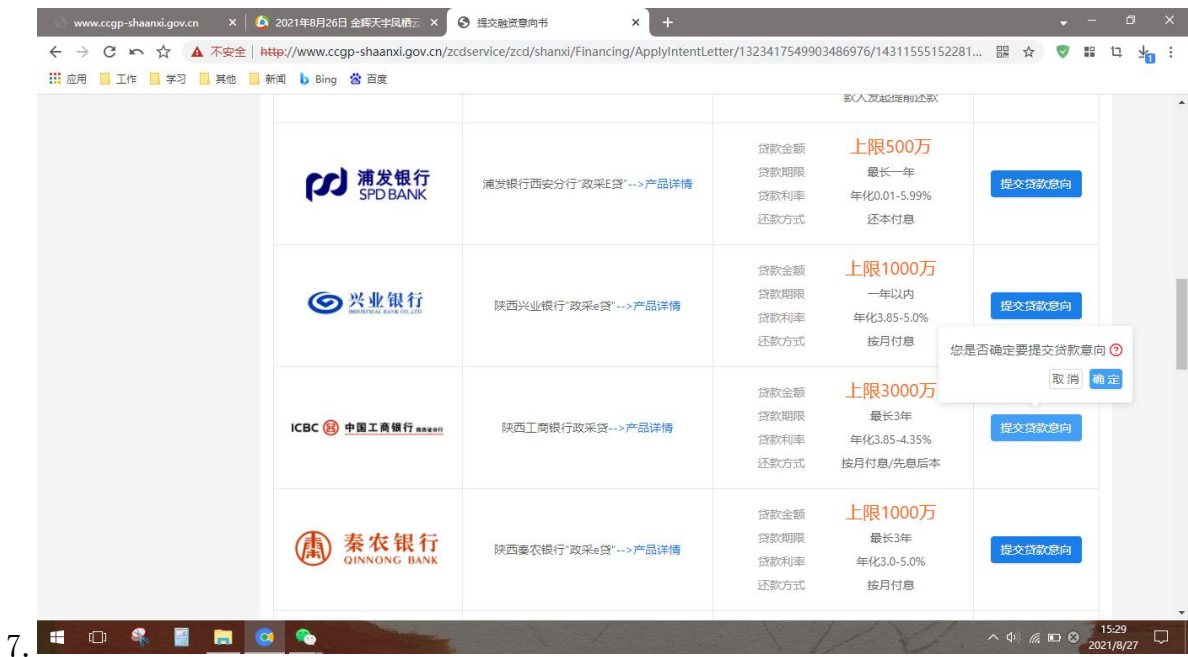 www.ccgp-shaanxi.gov.cn
2021年8月26日 金辉天宇凤栖云
提交融资意向书
不安全 http://www.ccgp-shaanxi.gov.cn/zcdservice/zcd/shanxi/Financing/ApplyIntentLetter/1323417549903486976/14311555152281...
应用 工作 学习 其他 新闻 Bing 百度
款人发起提前还款
浦发银行
SPD BANK
浦发银行西安分行"政采E贷"-->产品详情
贷款金额 上限500万
贷款期限 最长一年
贷款利率 年化0.01-5.99%
还款方式 还本付息
提交贷款意向
兴业银行
INDUSTRIAL BANK CO.,LTD.
陕西兴业银行"政采e贷"-->产品详情
贷款金额 上限1000万
贷款期限 一年以内
贷款利率 年化3.85-5.0%
还款方式 按月付息
提交贷款意向
您是否确定要提交贷款意向
取 消 确 定
ICBC 中国工商银行
陕西工商银行政采贷-->产品详情
贷款金额 上限3000万
贷款期限 最长3年
贷款利率 年化3.85-4.35%
还款方式 按月付息/先息后本
提交贷款意向
秦农银行
QINNONG BANK
陕西秦农银行"政采e贷"-->产品详情
贷款金额 上限1000万
贷款期限 最长3年
贷款利率 年化3.0-5.0%
还款方式 按月付息
提交贷款意向
7.
15:29
2021/8/27